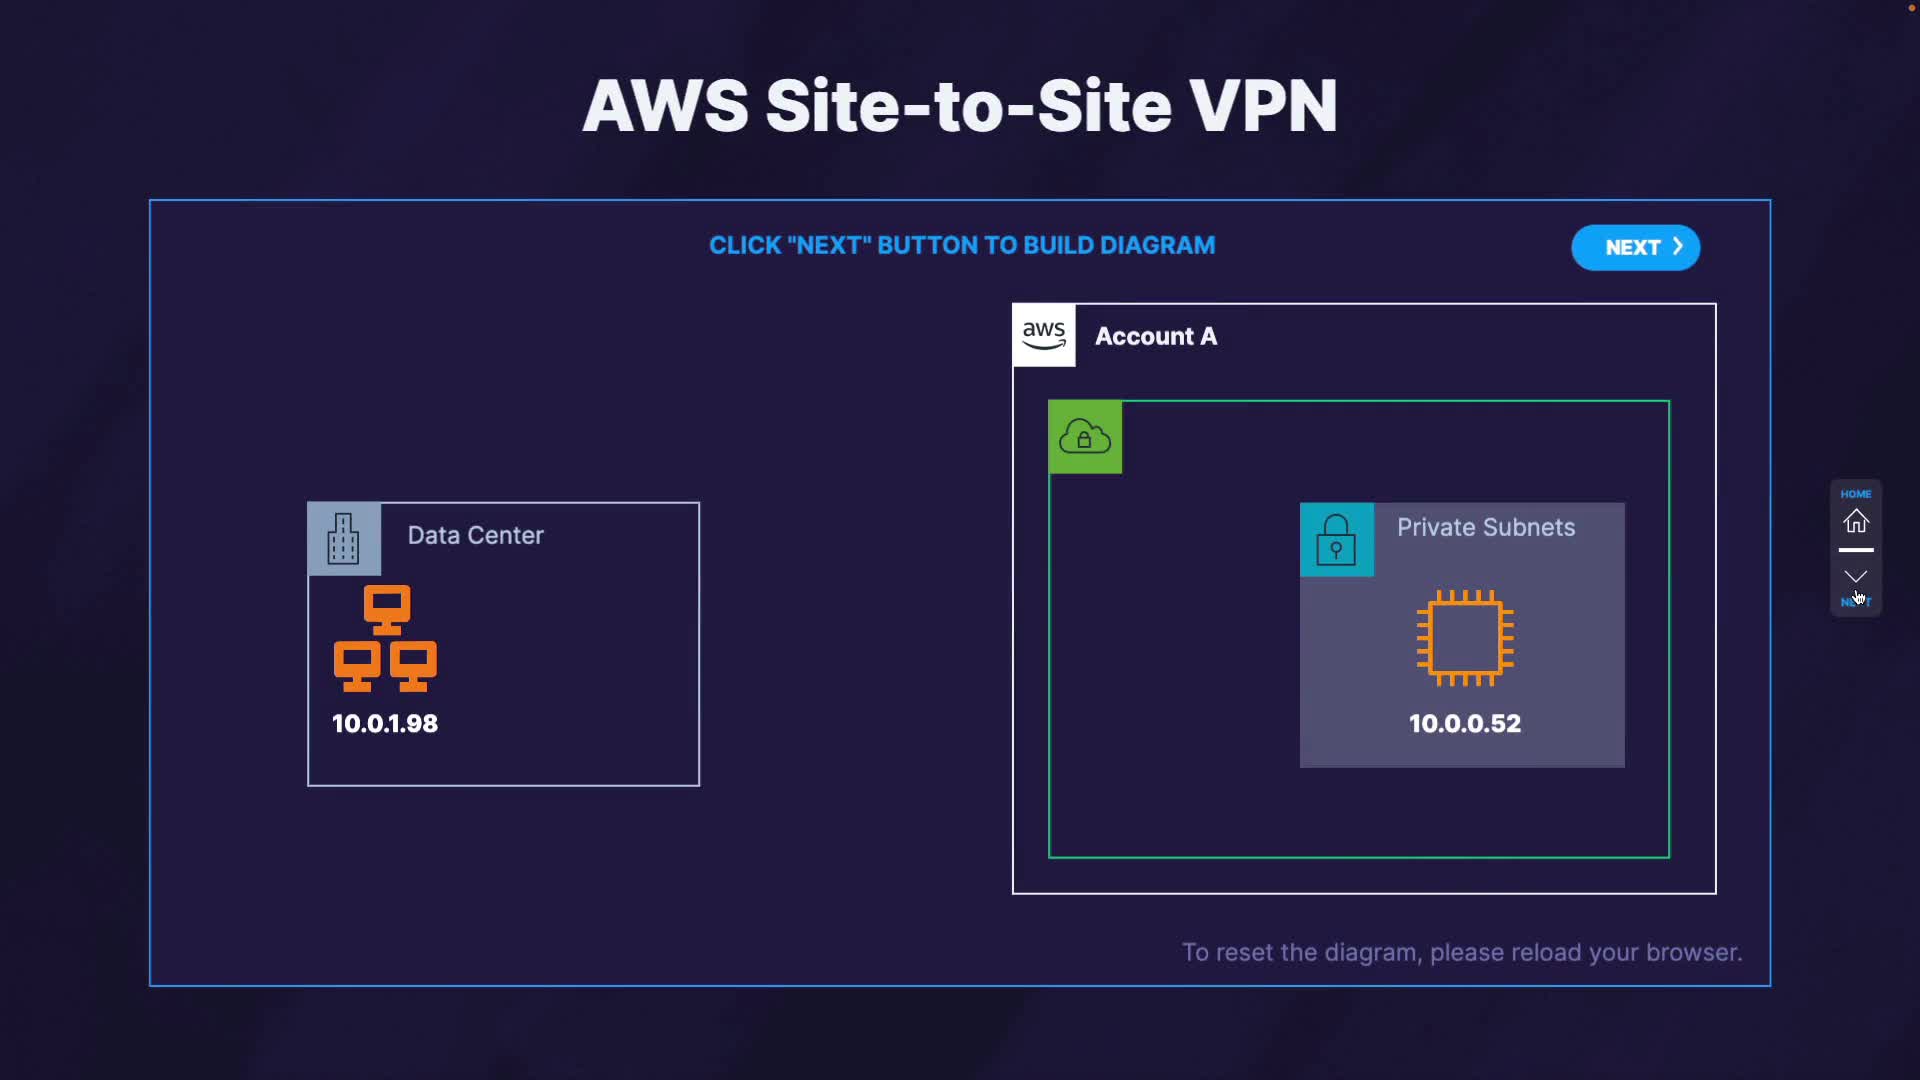 AWS Site-to-Site VPN
CLICK "NEXT" BUTTON TO BUILD DIAGRAM
NEXT
aws
Account A
HOME
Data Center
Private Subnets
10.0.1.98
10.0.0.52
To reset the diagram, please reload your browser.